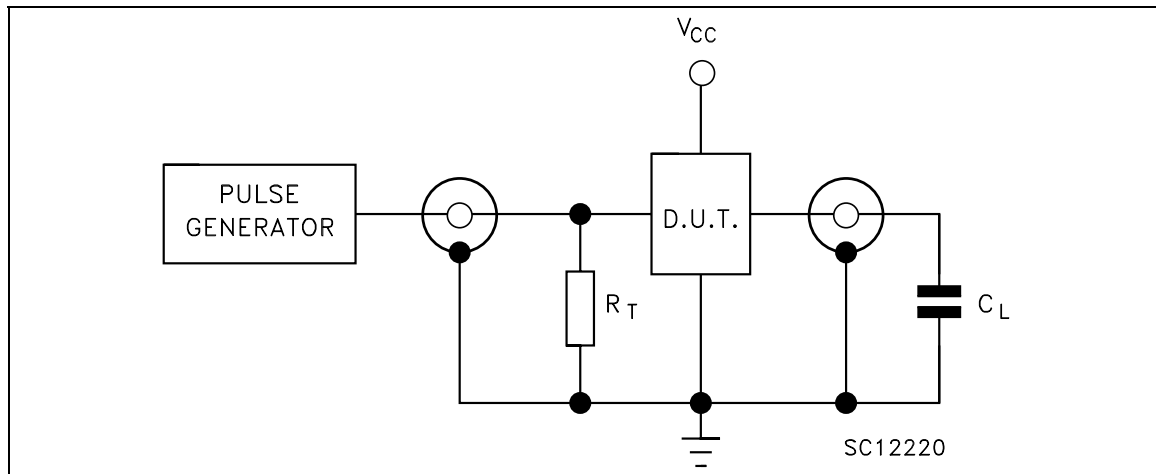 VCC
PULSE
GENERATOR
D.U.T.
RT
CL
SC12220